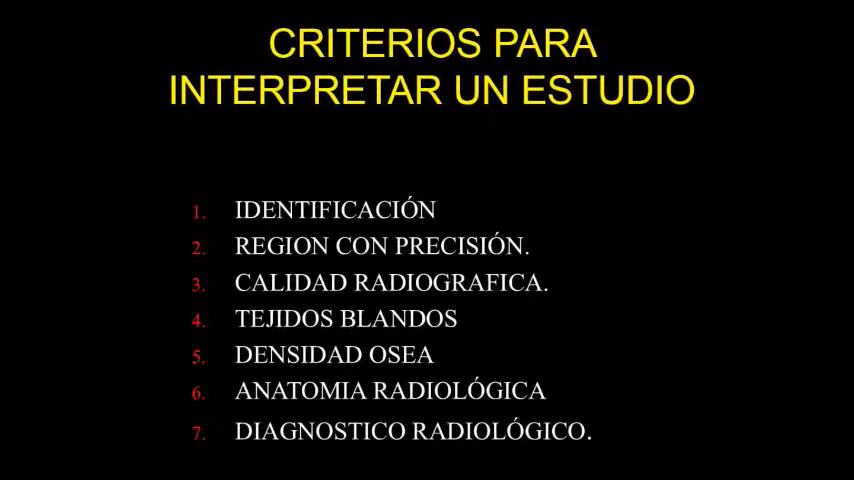 CRITERIOS PARA
INTERPRETAR UN ESTUDIO
1. IDENTIFICACIÓN
2. REGION CON PRECISIÓN.
3. CALIDAD RADIOGRAFICA.
4. TEJIDOS BLANDOS
5. DENSIDAD OSEA
6. ANATOMIA RADIOLÓGICA
7. DIAGNOSTICO RADIOLÓGICO.